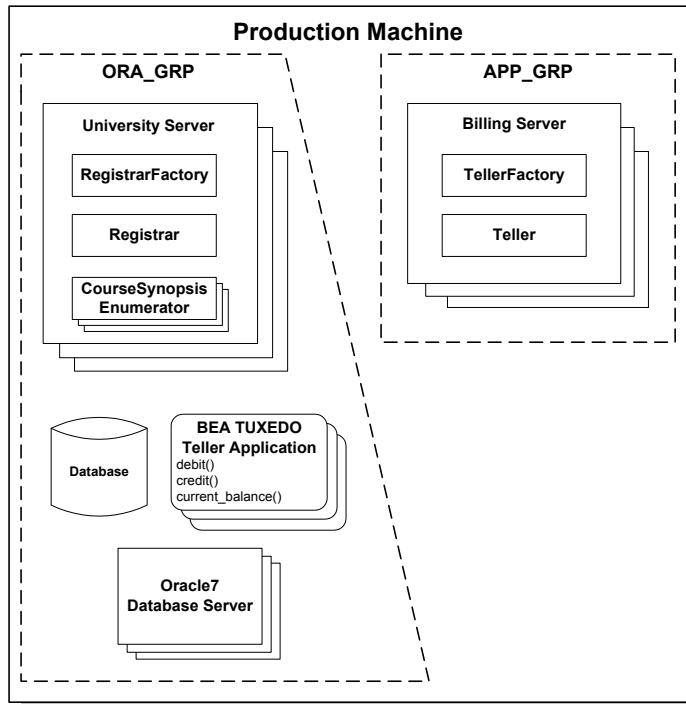 Production Machine
ORA_GRP
University Server
RegistrarFactory
Registrar
CourseSynopsis
Enumerator
Database
BEA TUXEDO
Teller Application
debit()
credit()
current_balance()
Oracle7
Database Server
APP_GRP
Billing Server
TellerFactory
Teller